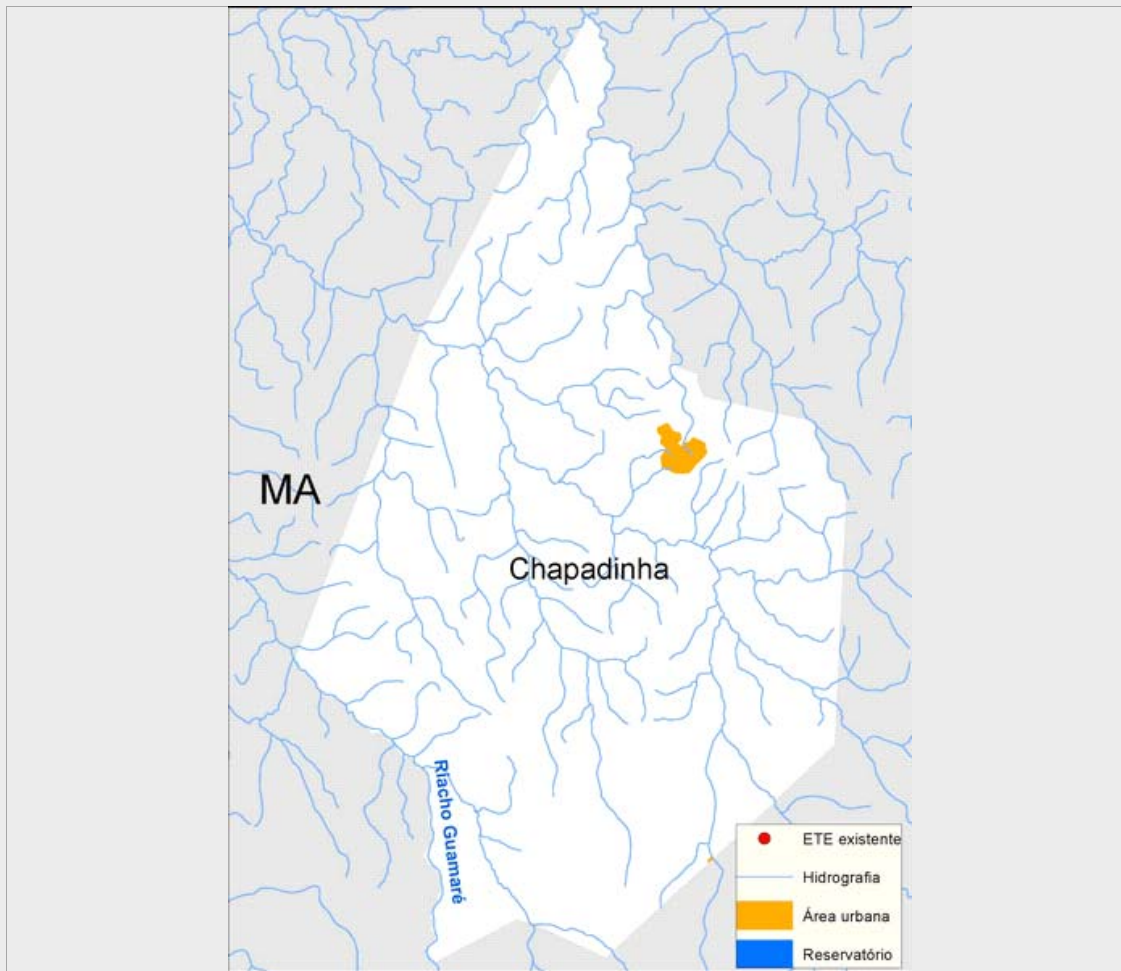 MA
Chapadinha
Riacho Guamaré
ETE existente
Hidrografia
Área urbana
Reservatório